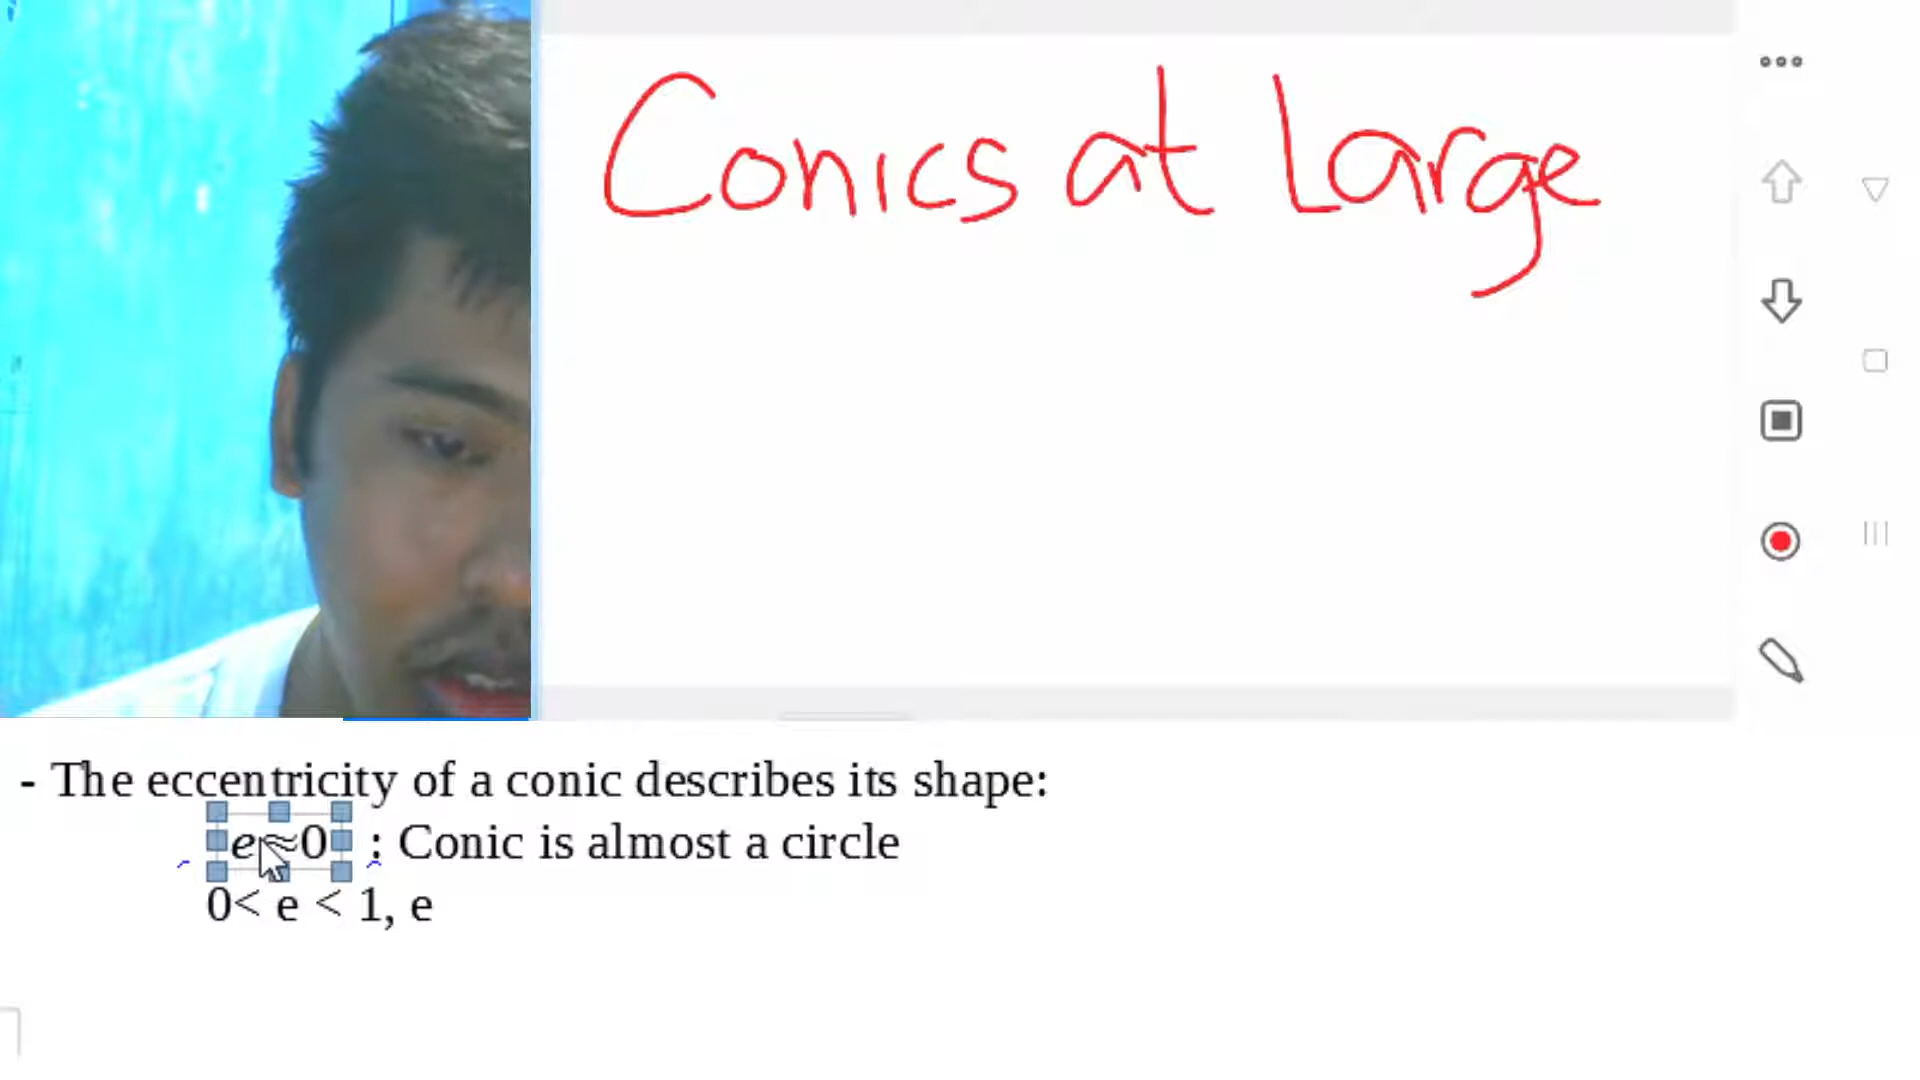 Conics at Large
- The eccentricity of a conic describes its shape:
e≈0 : Conic is almost a circle
0< e < 1, e